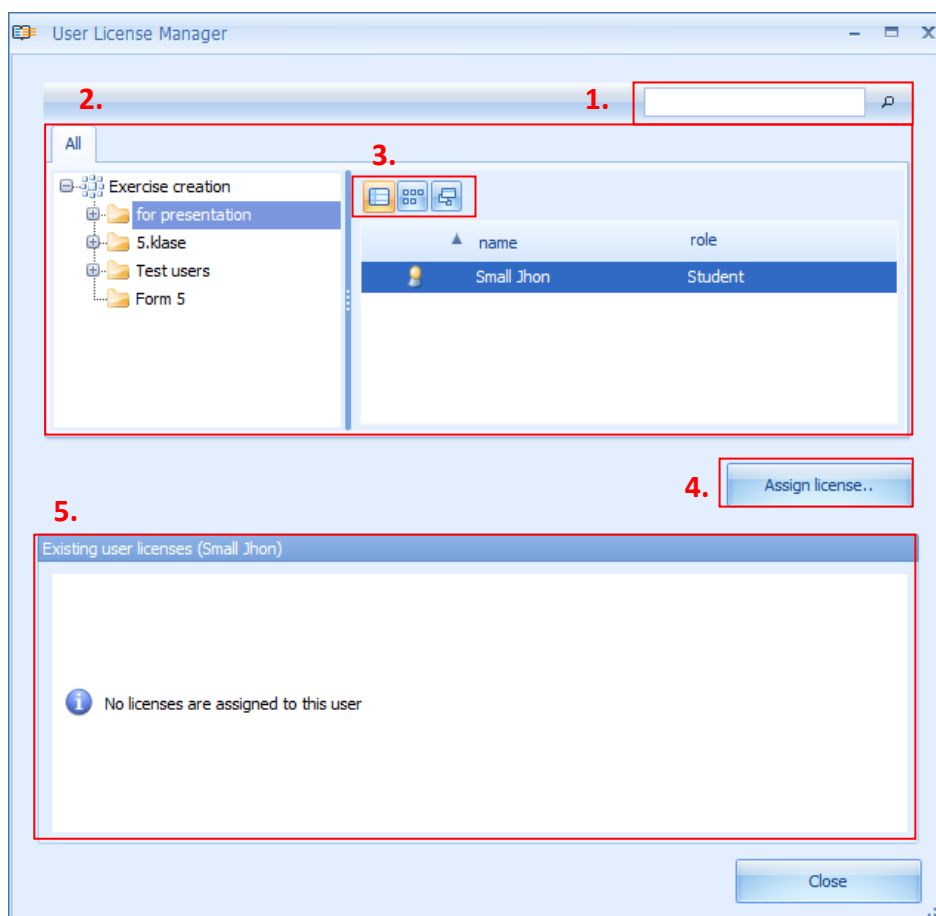 User License Manager
2.
1.
All
3.
Exercise creation
for presentation
5.klase
Test users
Form 5
name role
Small Jhon Student
4.
Assign license..
5.
Existing user licenses (Small Jhon)
No licenses are assigned to this user
Close